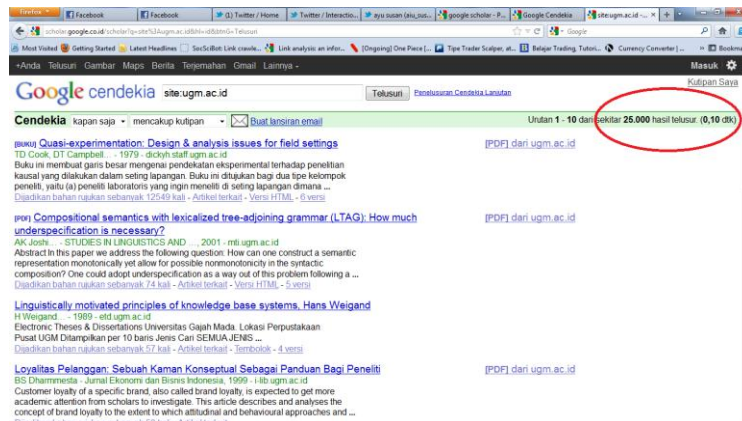 Firefox
Facebook
Facebook
(1) Twitter / Home
Twitter / Interactio...
ayu susan (aiu_sus...
google scholar - P...
Google Cendekia
site:ugm.ac.id - ...
scholar.google.co.id/scholar?q=site%3Augm.ac.id&hl=id&btnG=Telusuri
Google
Most Visited
Getting Started
Latest Headlines
SocSciBot Link crawle...
Link analysis an infor...
[Ongoing] One Piece [...
Tipe Trader Scalper, at...
Belajar Trading, Tutori...
Currency Converter | ...
Bookma
+Anda Telusuri Gambar Maps Berita Terjemahan Gmail Lainnya
Masuk
Kutipan Saya
Google cendekia
site:ugm.ac.id
Telusuri
Penelusuran Cendekia Lanjutan
Cendekia kapan saja mencakup kutipan Buat lansiran email
Urutan 1 - 10 dari sekitar 25.000 hasil telusur. (0,10 dtk)
[BUKU] Quasi-experimentation: Design & analysis issues for field settings
[PDF] dari ugm.ac.id
TD Cook, DT Campbell... - 1979 - dickyh.staff.ugm.ac.id
Buku ini membuat garis besar mengenai pendekatan eksperimental terhadap penelitian
kausal yang dilakukan dalam seting lapangan. Buku ini ditujukan bagi dua tipe kelompok
peneliti, yaitu (a) peneliti laboratoris yang ingin meneliti di seting lapangan dimana ...
Dijadikan bahan rujukan sebanyak 12549 kali - Artikel terkait - Versi HTML - 6 versi
[PDF] Compositional semantics with lexicalized tree-adjoining grammar (LTAG): How much
underspecification is necessary?
[PDF] dari ugm.ac.id
AK Joshi... - STUDIES IN LINGUISTICS AND ..., 2001 - mti.ugm.ac.id
Abstract In this paper we address the following question: How can one construct a semantic
representation monotonically yet allow for possible nonmonotonicity in the syntactic
composition? One could adopt underspecification as a way out of this problem following a ...
Dijadikan bahan rujukan sebanyak 74 kali - Artikel terkait - Versi HTML - 5 versi
Linguistically motivated principles of knowledge base systems, Hans Weigand
H Weigand... - 1989 - etd.ugm.ac.id
Electronic Theses & Dissertations Universitas Gajah Mada. Lokasi Perpustakaan
Pusat UGM Ditampilkan per 10 baris Jenis Cari SEMUA JENIS ...
Dijadikan bahan rujukan sebanyak 57 kali - Artikel terkait - Tembolok - 4 versi
Loyalitas Pelanggan: Sebuah Kaman Konseptual Sebagai Panduan Bagi Peneliti
[PDF] dari ugm.ac.id
BS Dharmmesta - Jurnal Ekonomi dan Bisnis Indonesia, 1999 - i-lib.ugm.ac.id
Customer loyalty of a specific brand, also called brand loyalty, is expected to get more
academic attention from scholars to investigate. This article describes and analyses the
concept of brand loyalty to the extent to which attitudinal and behavioural approaches and ...